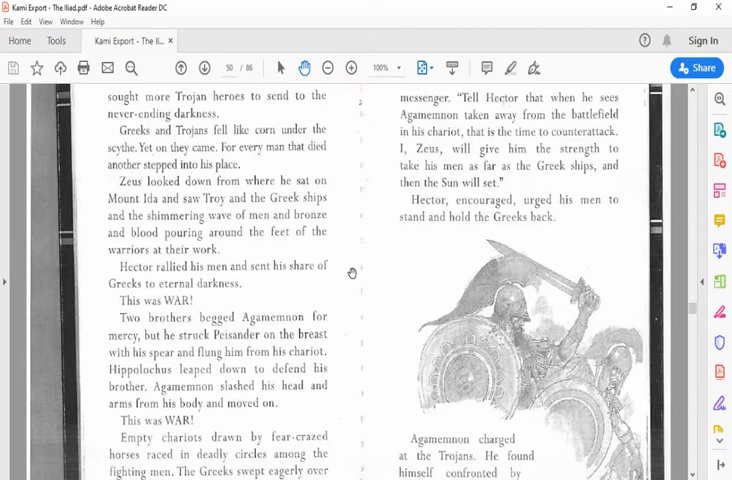 Kami Export - The Iliad.pdf - Adobe Acrobat Reader DC
File Edit View Window Help
Home Tools Kami Export - The IL... ×
Sign In
50 / 86
100%
Share
sought more Trojan heroes to send to the
never-ending darkness.
Greeks and Trojans fell like corn under the
scythe. Yet on they came. For every man that died
another stepped into his place.
Zeus looked down from where he sat on
Mount Ida and saw Troy and the Greek ships
and the shimmering wave of men and bronze
and blood pouring around the feet of the
warriors at their work.
Hector rallied his men and sent his share of
Greeks to eternal darkness.
This was WAR!
Two brothers begged Agamemnon for
mercy, but he struck Peisander on the breast
with his spear and flung him from his chariot.
Hippolochus leaped down to defend his
brother. Agamemnon slashed his head and
arms from his body and moved on.
This was WAR!
Empty chariots drawn by fear-crazed
horses raced in deadly circles among the
fighting men. The Greeks swept eagerly over
messenger. “Tell Hector that when he sees
Agamemnon taken away from the battlefield
in his chariot, that is the time to counterattack.
I, Zeus, will give him the strength to
take his men as far as the Greek ships, and
then the Sun will set.”
Hector, encouraged, urged his men to
stand and hold the Greeks back.
Agamemnon charged
at the Trojans. He found
himself confronted by